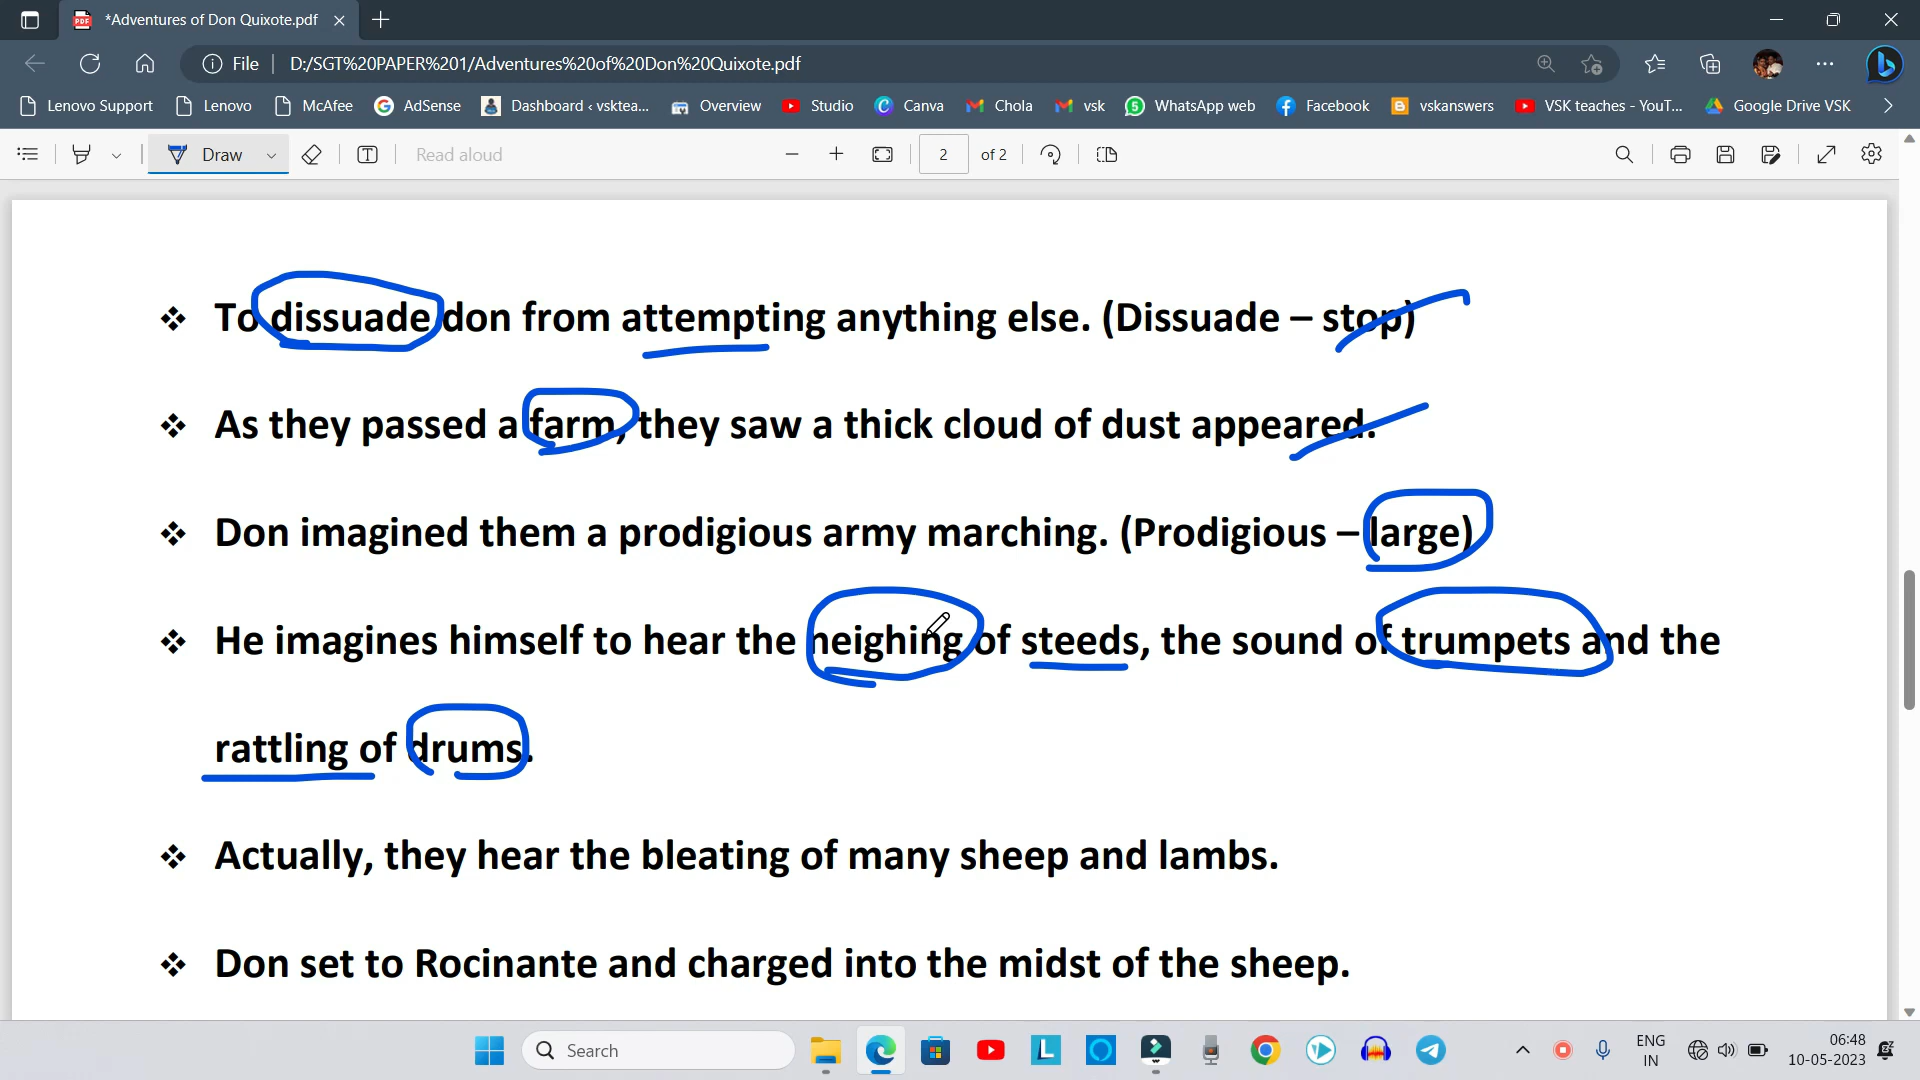 *Adventures of Don Quixote.pdf
File D:/SGT%20PAPER%201/Adventures%20of%20Don%20Quixote.pdf
Lenovo Support Lenovo McAfee AdSense Dashboard ‹ vsktea... Overview Studio Canva Chola vsk WhatsApp web Facebook vskanswers VSK teaches - YouT... Google Drive VSK
Draw Read aloud 2 of 2
❖ To dissuade don from attempting anything else. (Dissuade – stop)
❖ As they passed a farm, they saw a thick cloud of dust appeared.
❖ Don imagined them a prodigious army marching. (Prodigious – large)
❖ He imagines himself to hear the neighing of steeds, the sound of trumpets and the
rattling of drums.
❖ Actually, they hear the bleating of many sheep and lambs.
❖ Don set to Rocinante and charged into the midst of the sheep.
Search
ENG
IN
06:48
10-05-2023